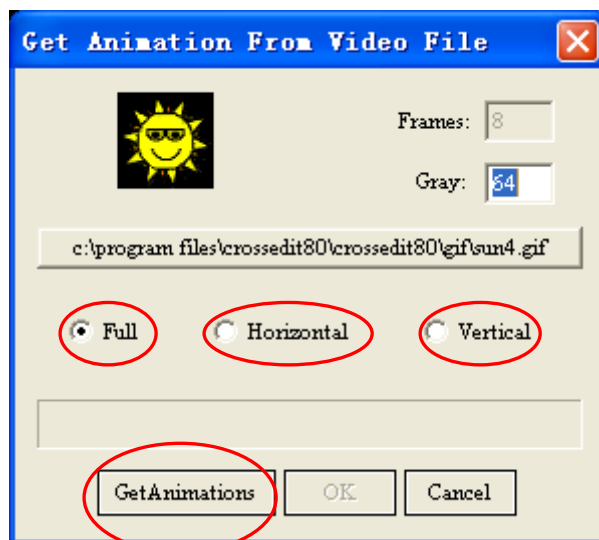 Get Animation From Video File
Frames: 8
Gray: 64
c:\program files\crossedit80\crossedit80\gif\sun4.gif
Full Horizontal Vertical
GetAnimations OK Cancel